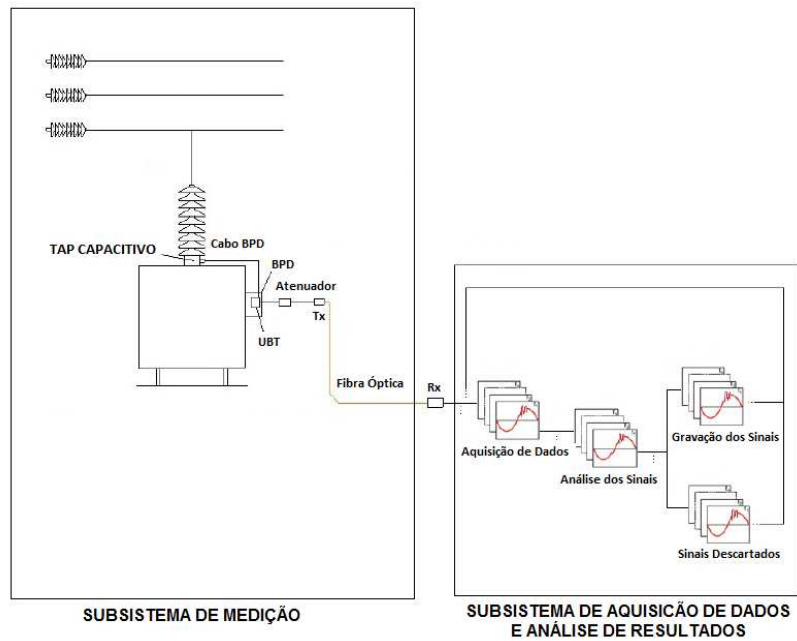 TAP CAPACITIVO
Cabo BPD
BPD
Atenuador
Tx
UBT
Fibra Óptica
Rx
Aquisição de Dados
Análise dos Sinais
Gravação dos Sinais
Sinais Descartados
SUBSISTEMA DE MEDIÇÃO
SUBSISTEMA DE AQUISICÃO DE DADOS
E ANÁLISE DE RESULTADOS